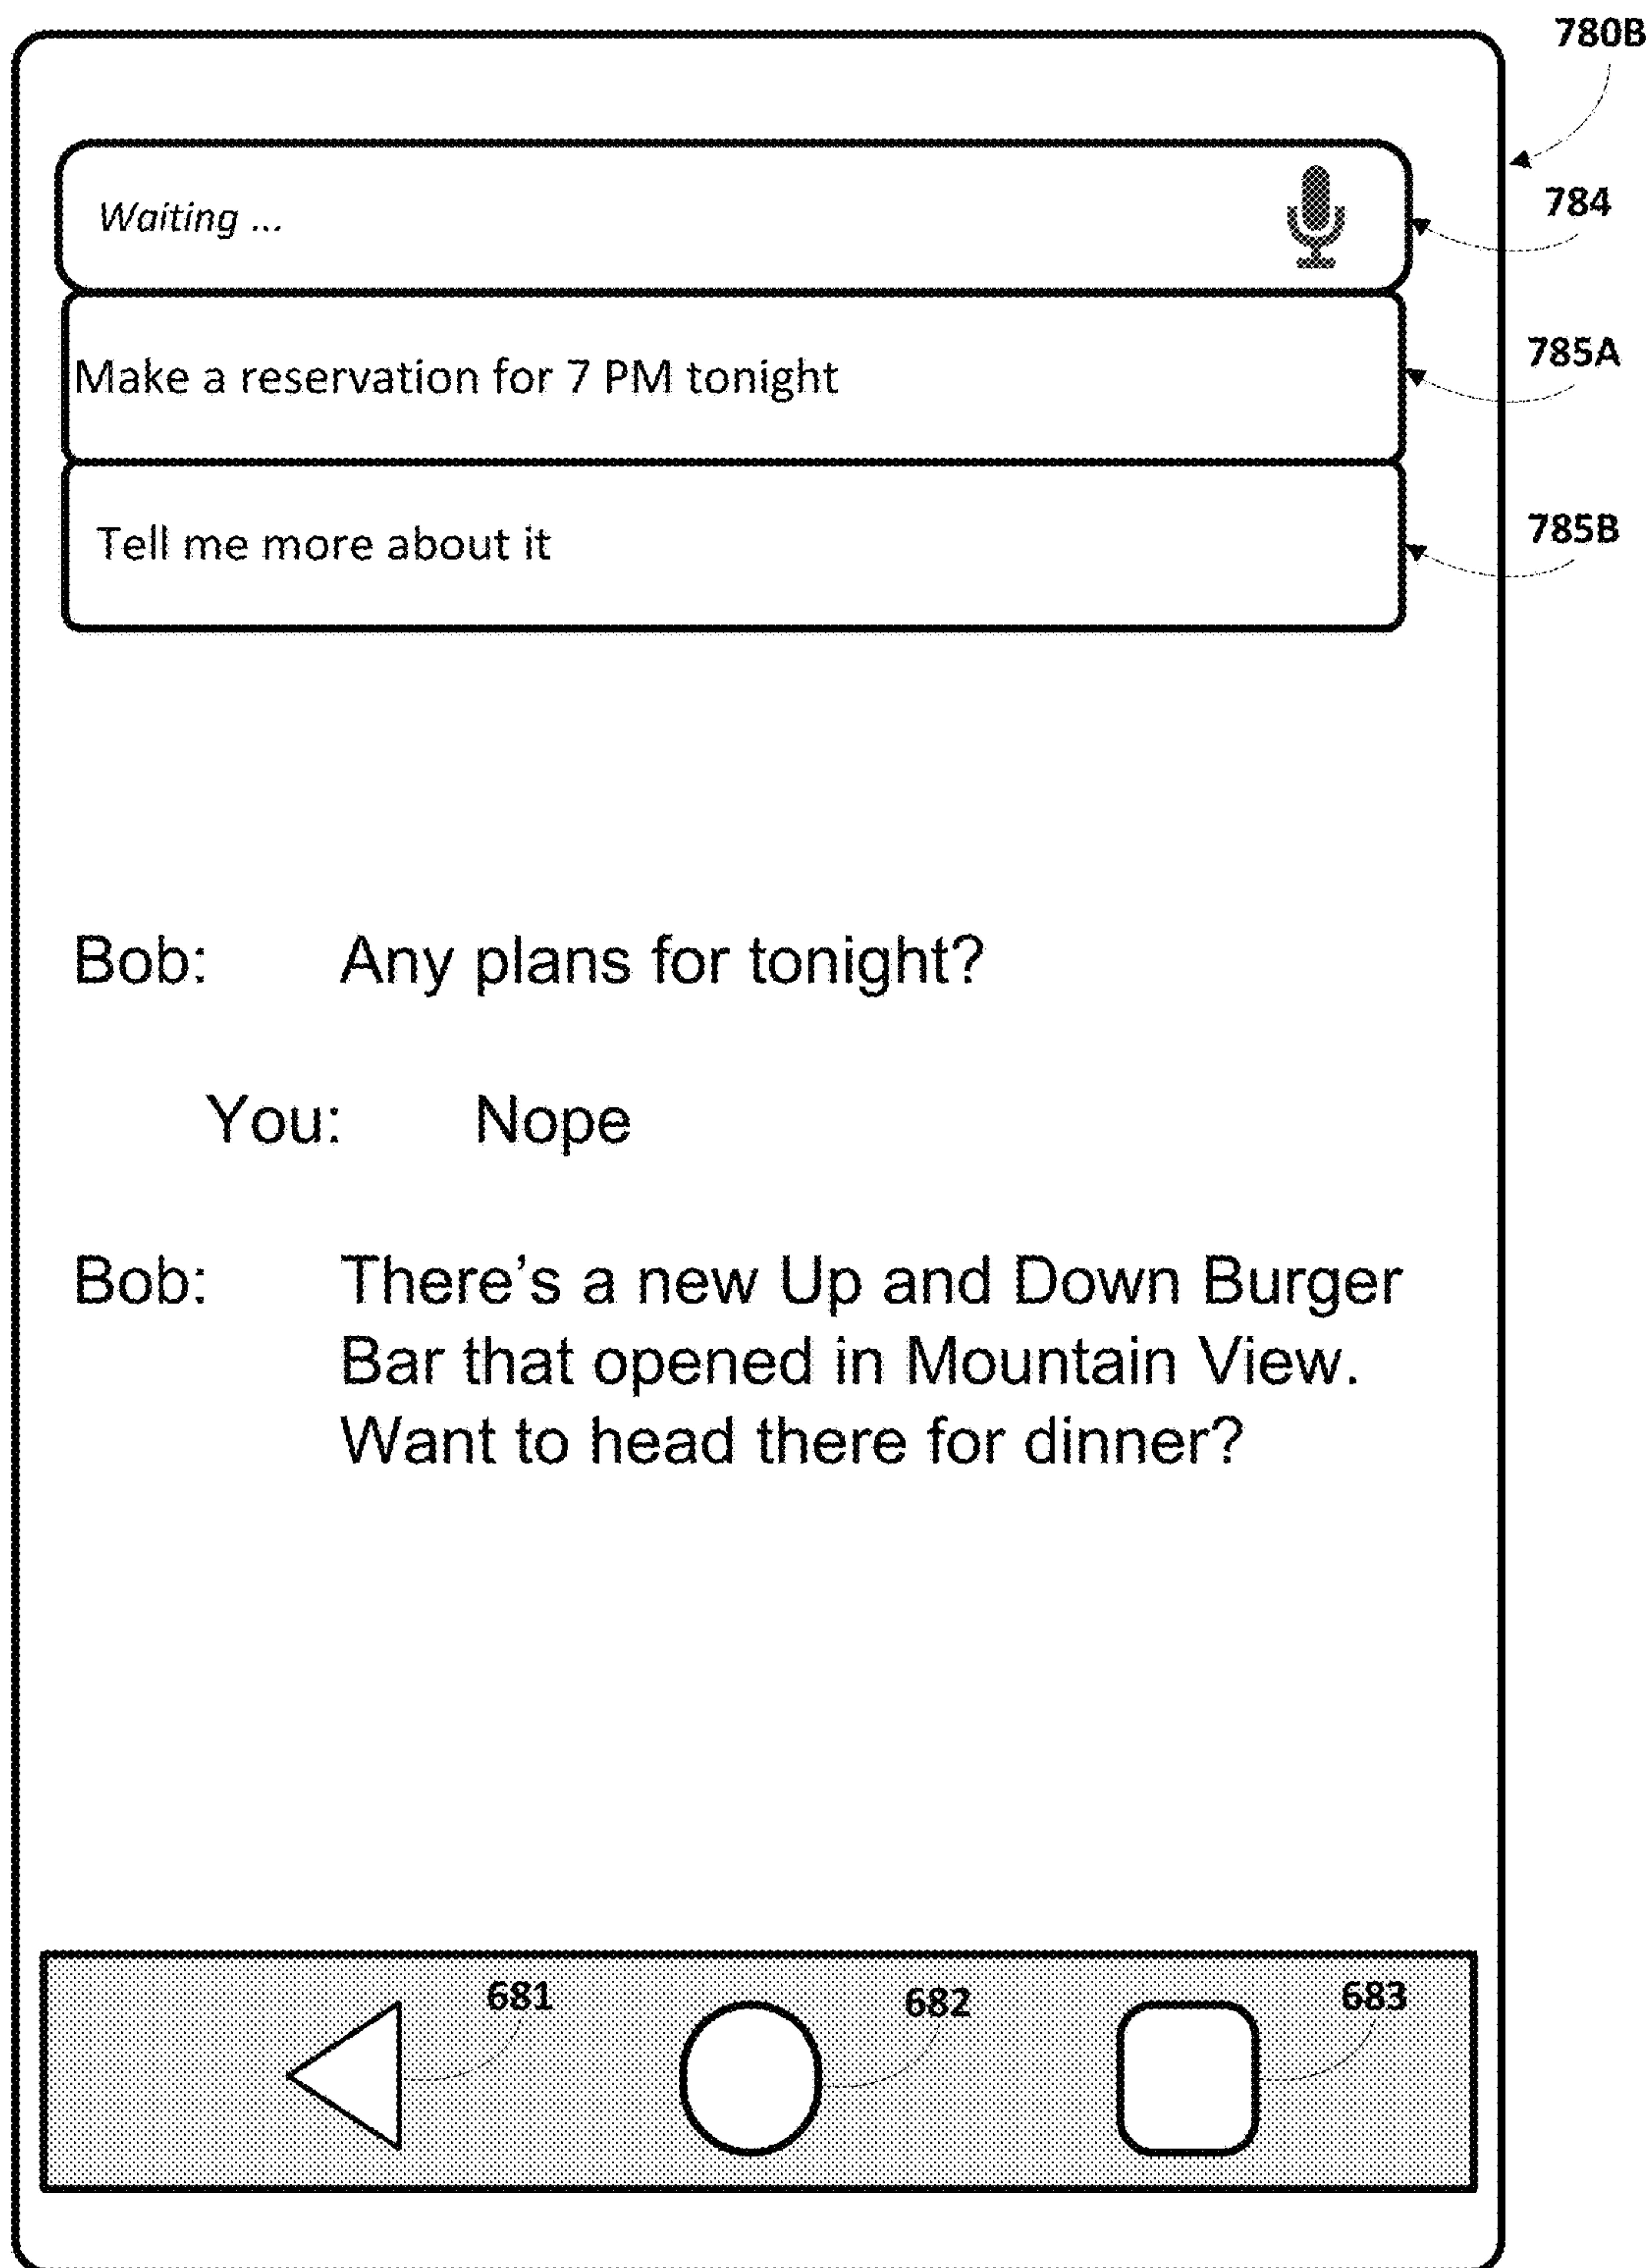 780B
Waiting ...
784
Make a reservation for 7 PM tonight
785A
Tell me more about it
785B
Bob: Any plans for tonight?
You: Nope
Bob: There's a new Up and Down Burger
Bar that opened in Mountain View.
Want to head there for dinner?
681
682
683